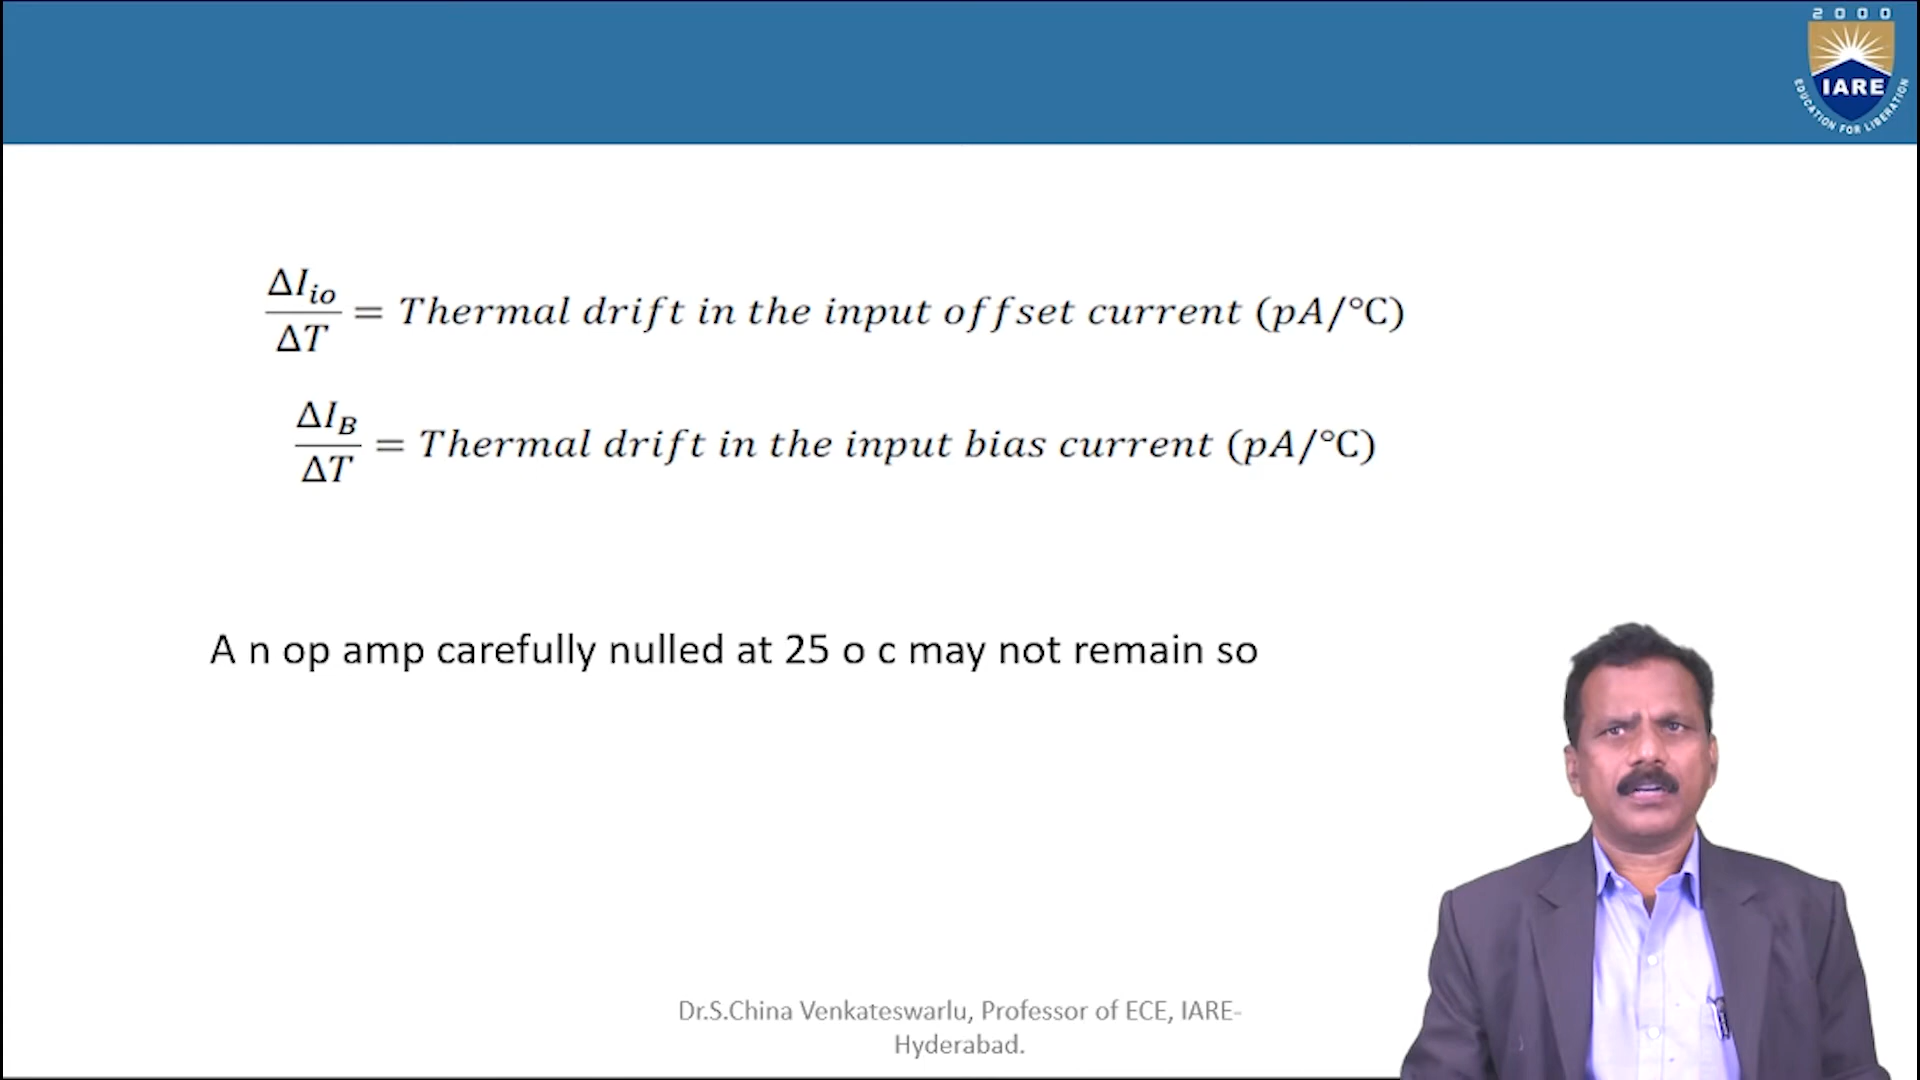 2000
IARE
EDUCATION FOR LIBERATION
ΔI_io/ΔT = Thermal drift in the input offset current (pA/°C)
ΔI_B/ΔT = Thermal drift in the input bias current (pA/°C)
A n op amp carefully nulled at 25 o c may not remain so
Dr.S.China Venkateswarlu, Professor of ECE, IARE-
Hyderabad.